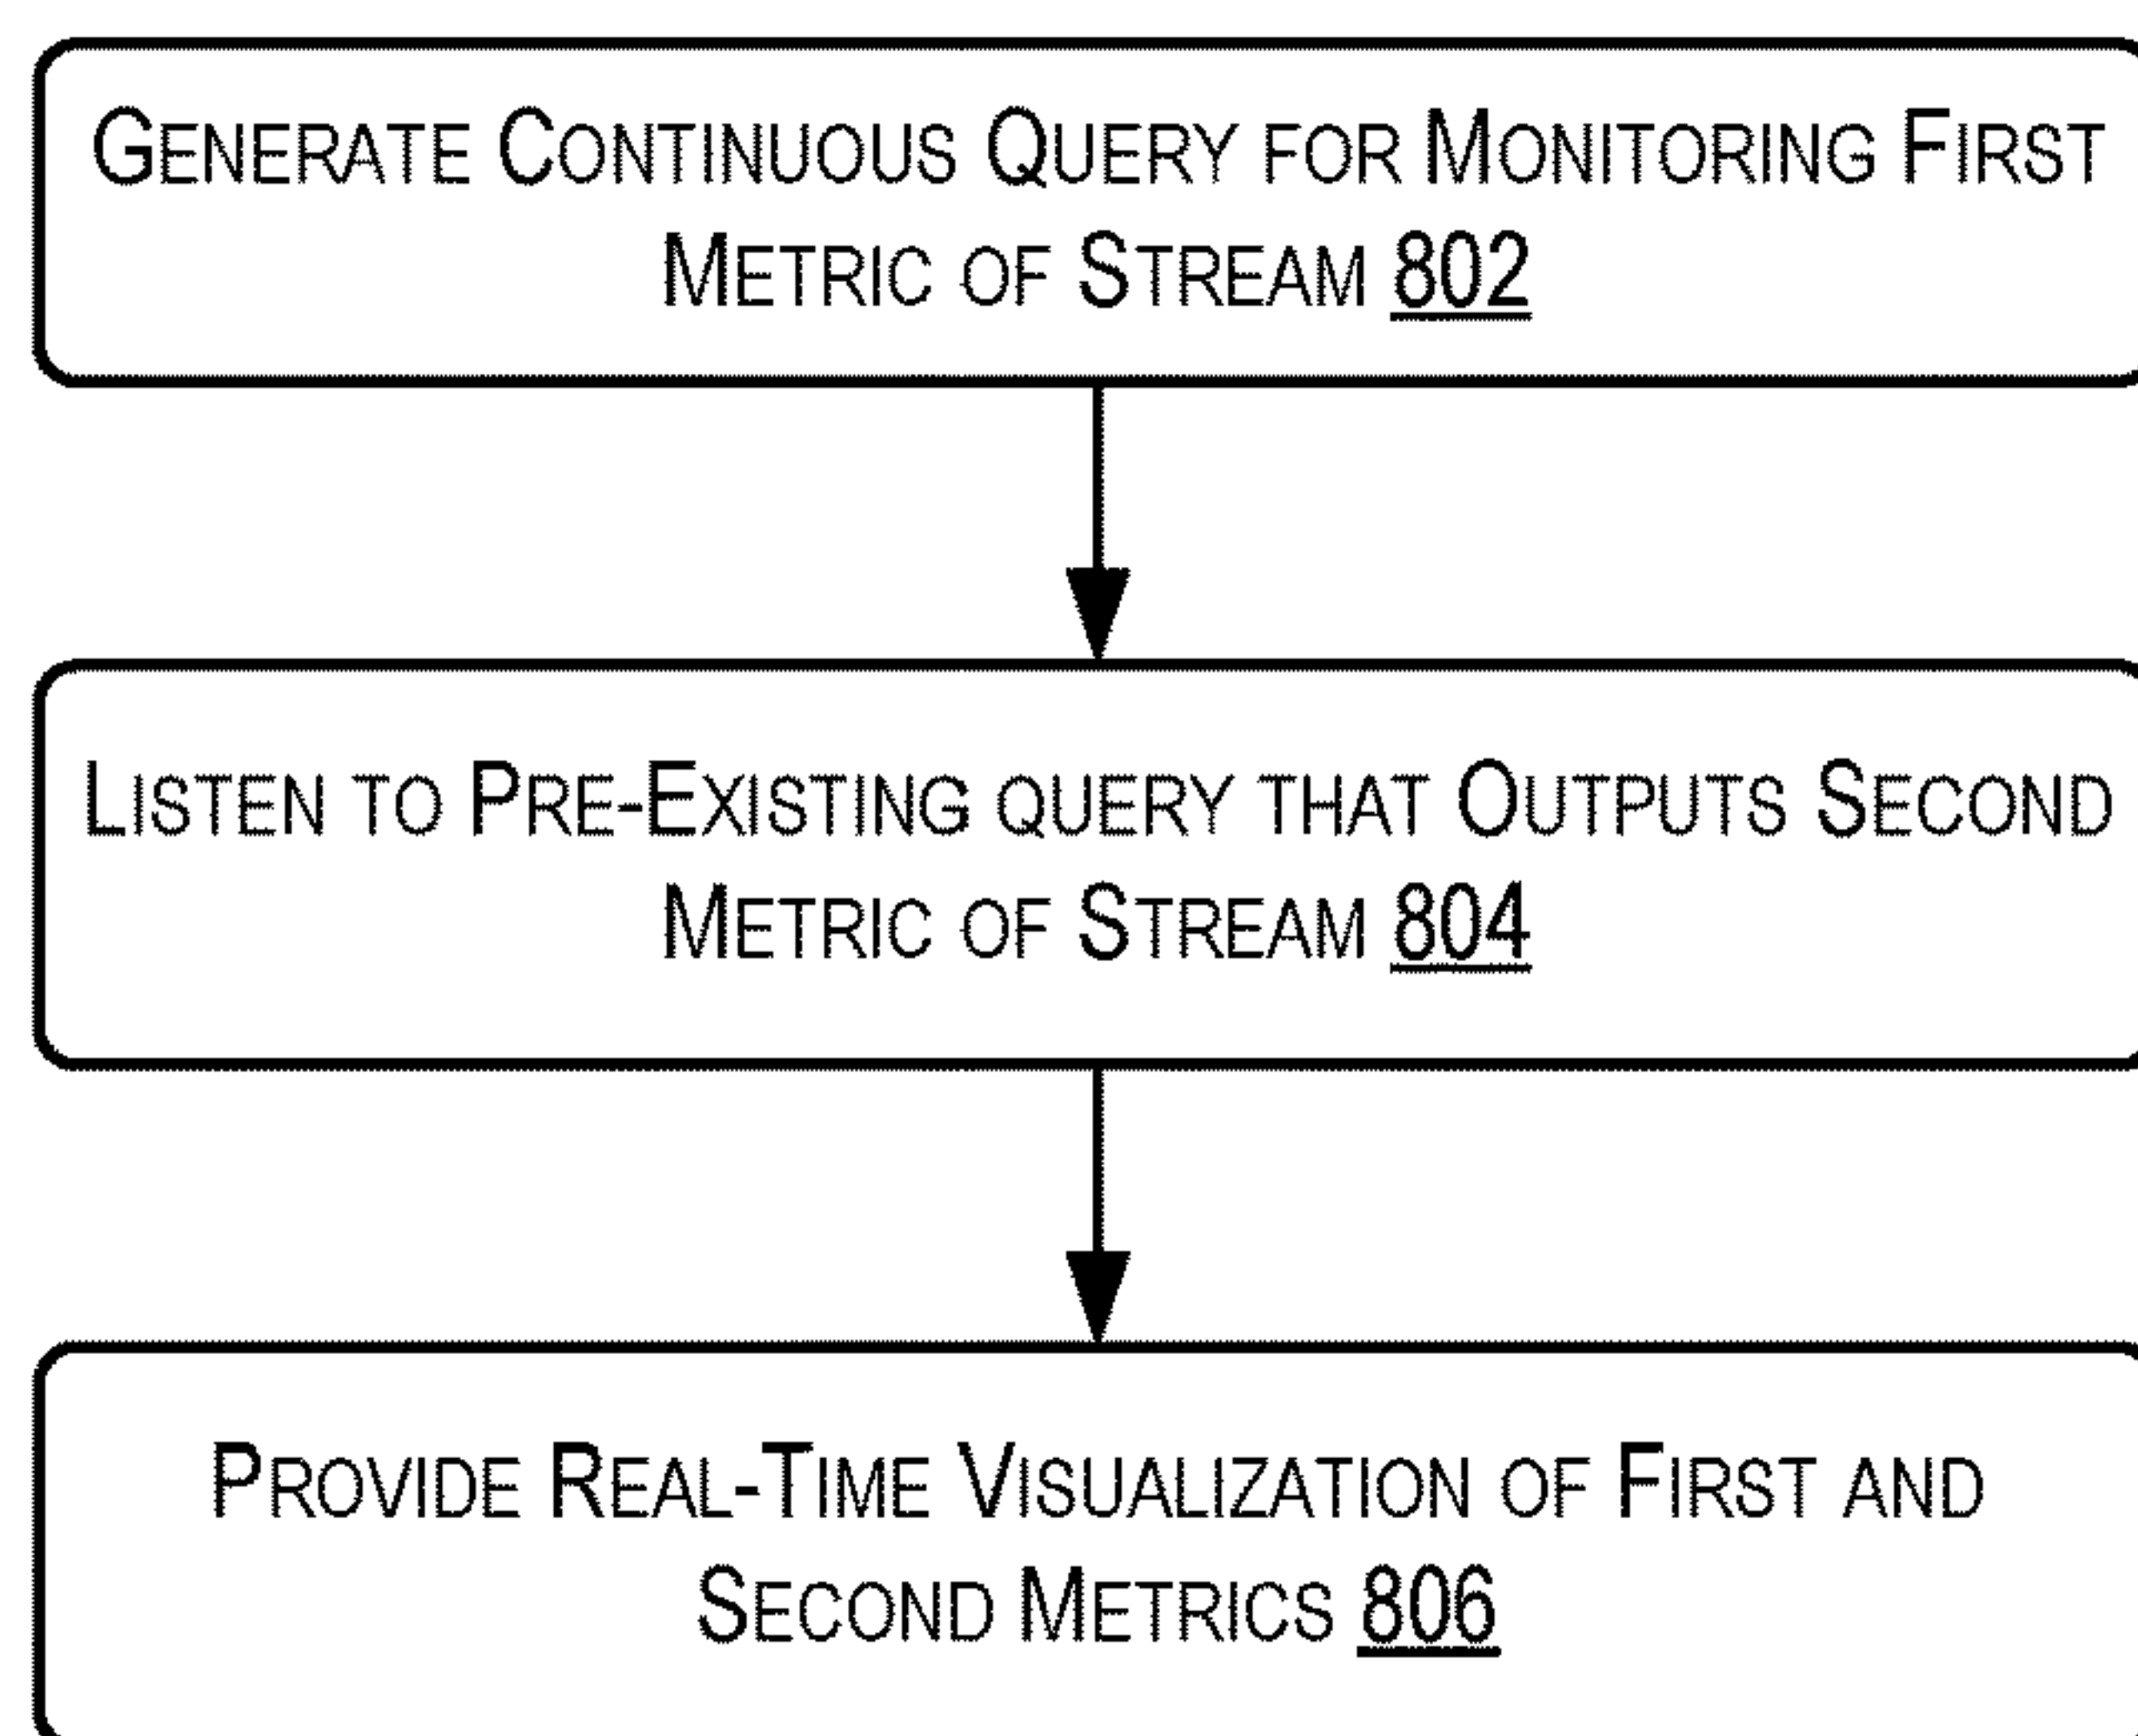 GENERATE CONTINUOUS QUERY FOR MONITORING FIRST
METRIC OF STREAM 802
LISTEN TO PRE-EXISTING QUERY THAT OUTPUTS SECOND
METRIC OF STREAM 804
PROVIDE REAL-TIME VISUALIZATION OF FIRST AND
SECOND METRICS 806